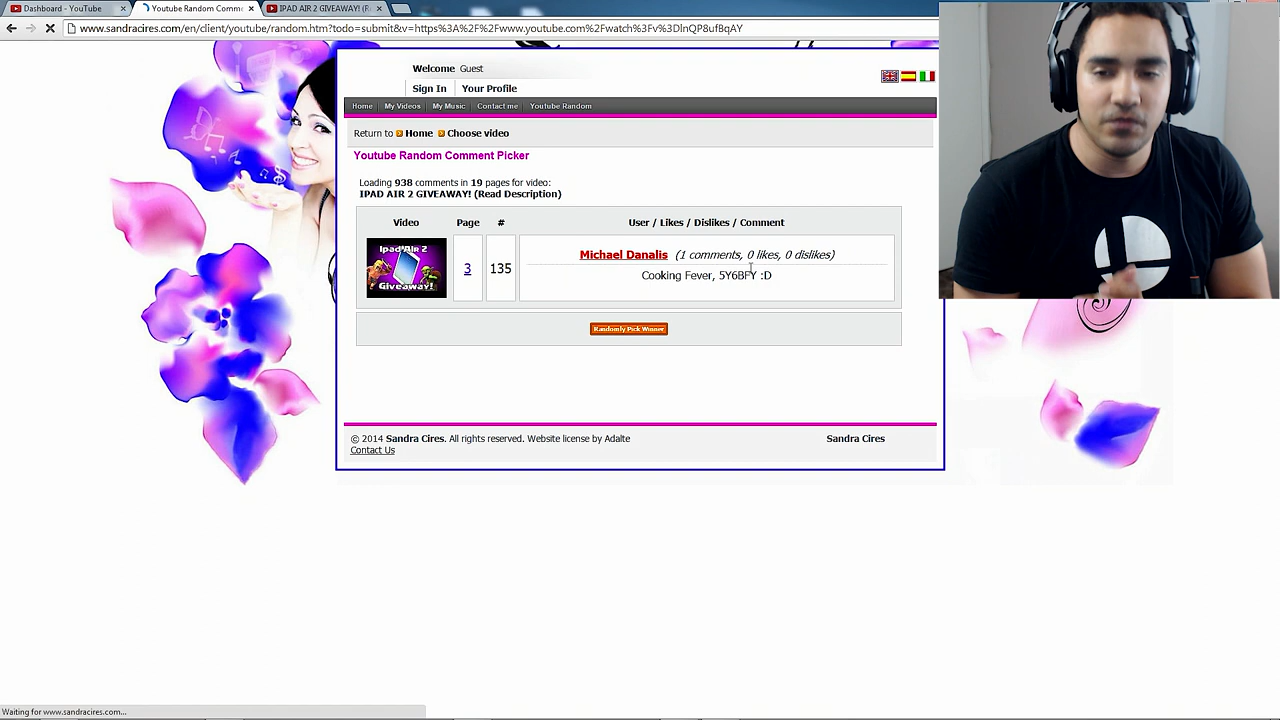 Dashboard - YouTube
Youtube Random Comme
IPAD AIR 2 GIVEAWAY! (R
www.sandracires.com/en/client/youtube/random.htm?todo=submit&v=https%3A%2F%2Fwww.youtube.com%2Fwatch%3Fv%3DlnQP8ufBqAY
Welcome Guest
Sign In Your Profile
Home My Videos My Music Contact me Youtube Random
Return to Home Choose video
Youtube Random Comment Picker
Loading 938 comments in 19 pages for video:
IPAD AIR 2 GIVEAWAY! (Read Description)
Video Page # User / Likes / Dislikes / Comment
Ipad Air 2
Giveaway!
3 135
Michael Danalis (1 comments, 0 likes, 0 dislikes)
Cooking Fever, 5Y6BFY :D
Randomly Pick Winner
© 2014 Sandra Cires. All rights reserved. Website license by Adalte
Sandra Cires
Contact Us
Waiting for www.sandracires.com...